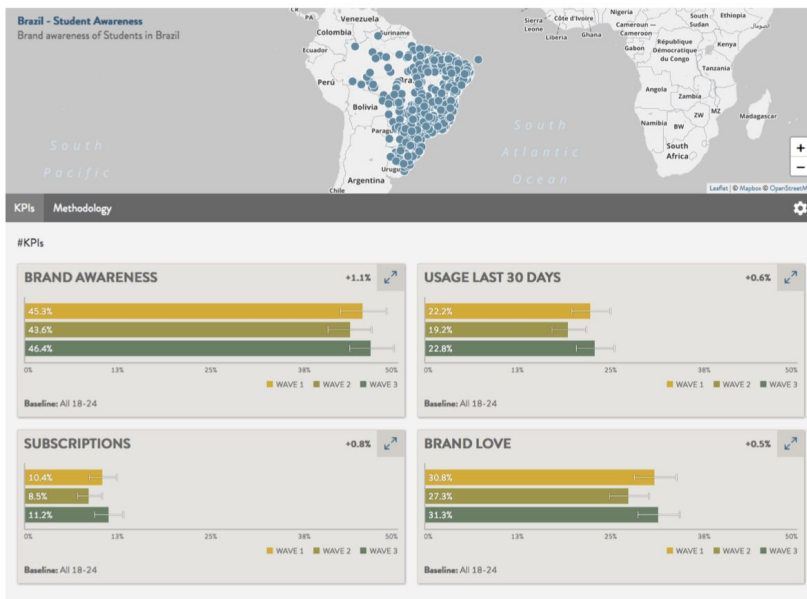 Brazil - Student Awareness
Brand awareness of Students in Brazil
PA
Venezuela
Colombia
Suriname
Ecuador
Perú
Bra
Bolivia
Paragu
Urugu
Argentina
Chile
South
Pacific
South
Atlantic
Ocean
Sierra
Leone
Côte d'Ivoire
Liberia
Ghana
Nigeria
Cameroun —
Cameroon
South
Sudan
Ethiopia
Gabon
République
Démocratique
du Congo
Kenya
Tanzania
Angola
Zambia
Namibia
BW
ZW
MZ
Madagascar
South
Africa
+
−
Leaflet | © Mapbox © OpenStreetM
KPIs Methodology
#KPIs
BRAND AWARENESS +1.1%
45.3%
43.6%
46.4%
0% 13% 25% 38% 50%
WAVE 1 WAVE 2 WAVE 3
Baseline: All 18-24
USAGE LAST 30 DAYS +0.6%
22.2%
19.2%
22.8%
0% 13% 25% 38% 50%
WAVE 1 WAVE 2 WAVE 3
Baseline: All 18-24
SUBSCRIPTIONS +0.8%
10.4%
8.5%
11.2%
0% 13% 25% 38% 50%
WAVE 1 WAVE 2 WAVE 3
Baseline: All 18-24
BRAND LOVE +0.5%
30.8%
27.3%
31.3%
0% 13% 25% 38% 50%
WAVE 1 WAVE 2 WAVE 3
Baseline: All 18-24